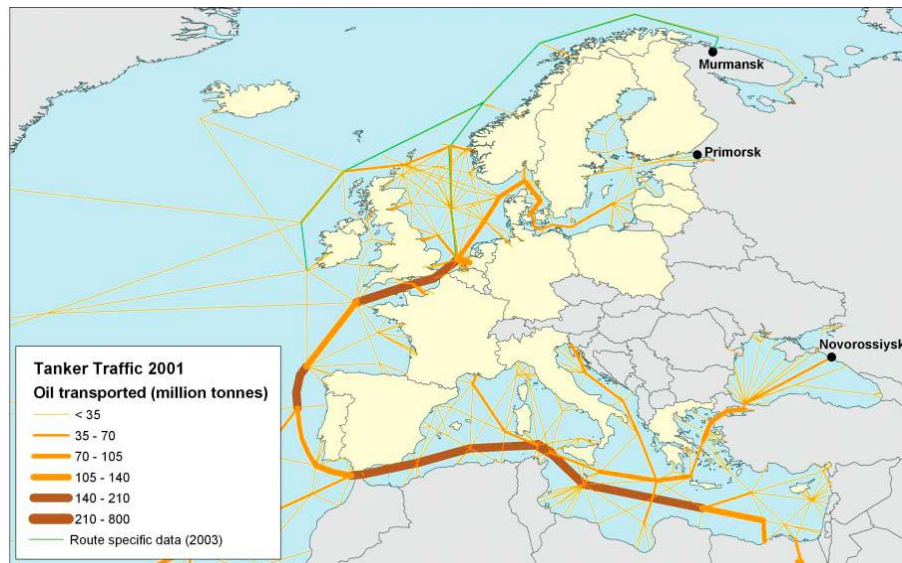 Murmansk
Primorsk
Novorossiysk
Tanker Traffic 2001
Oil transported (million tonnes)
< 35
35 - 70
70 - 105
105 - 140
140 - 210
210 - 800
Route specific data (2003)